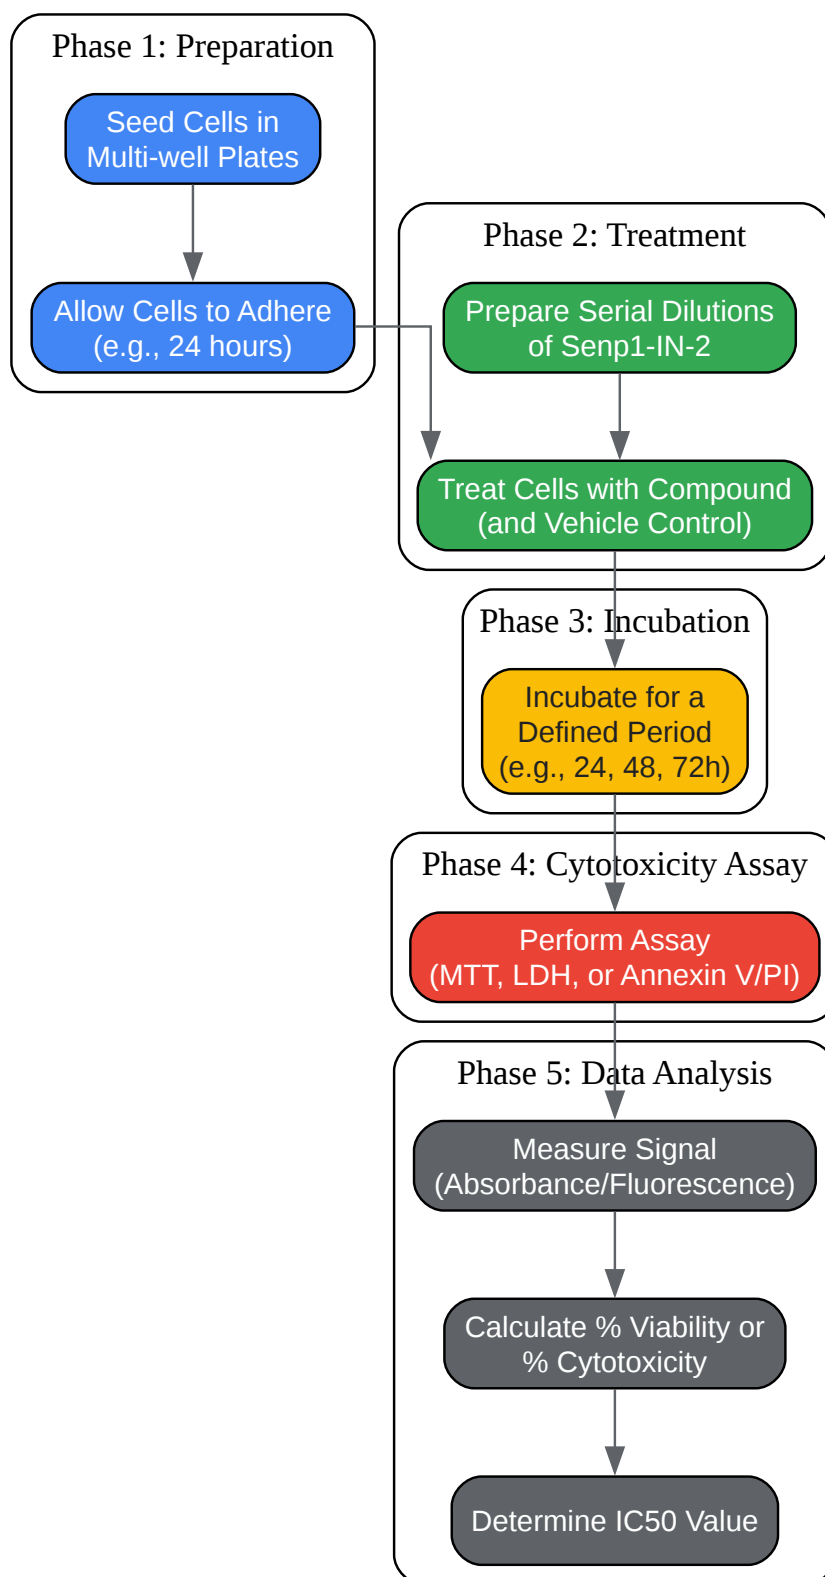 Phase 1: Preparation
Seed Cells in
Multi-well Plates
Allow Cells to Adhere
(e.g., 24 hours)
Phase 2: Treatment
Prepare Serial Dilutions
of Senp1-IN-2
Treat Cells with Compound
(and Vehicle Control)
Phase 3: Incubation
Incubate for a
Defined Period
(e.g., 24, 48, 72h)
Phase 4: Cytotoxicity Assay
Perform Assay
(MTT, LDH, or Annexin V/PI)
Phase 5: Data Analysis
Measure Signal
(Absorbance/Fluorescence)
Calculate % Viability or
% Cytotoxicity
Determine IC50 Value